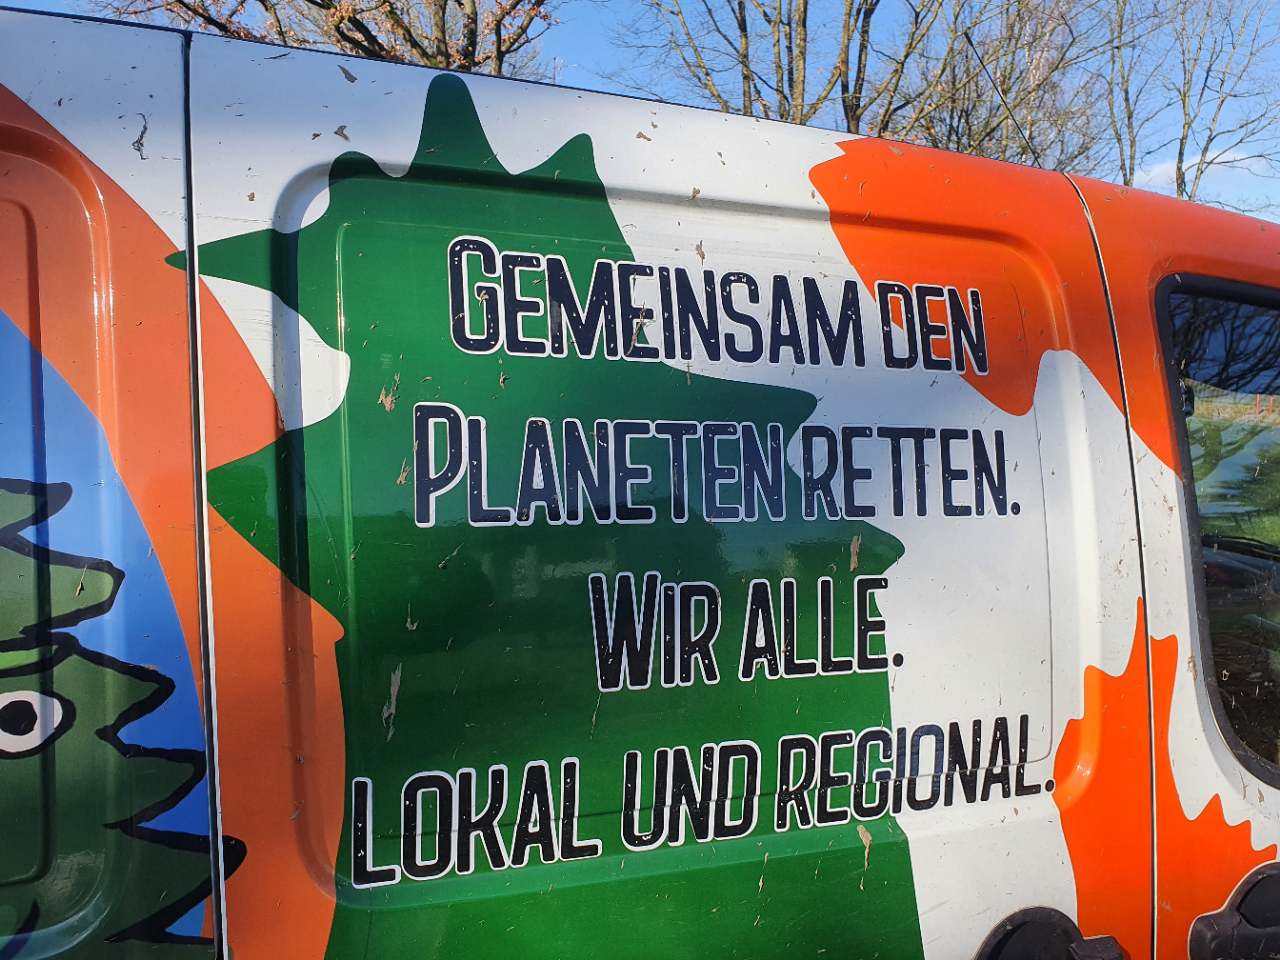 GEMEINSAM DEN
PLANETEN RETTEN.
WIR ALLE.
LOKAL UND REGIONAL.